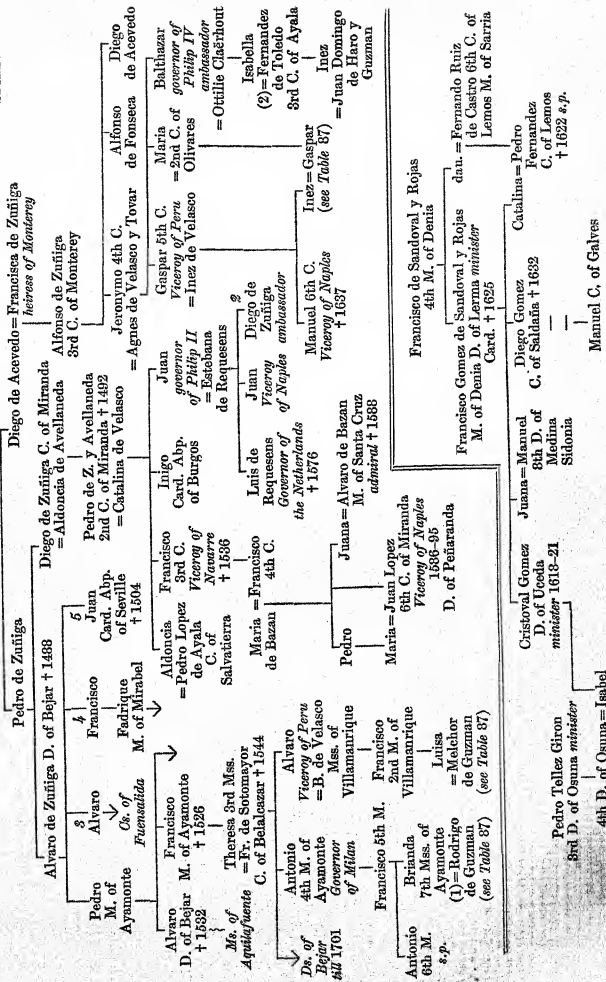 Pedro de Zuñiga
Diego de Acevedo = Francisca de Zuñiga
heiress of Monterey
Alvaro de Zuñiga D. of Bejar † 1488
Diego de Zuñiga C. of Miranda
= Aldoncia de Avellaneda
Alfonso de Zuñiga
3rd C. of Monterey
Pedro
M. of
Ayamonte
3
Alvaro
Cs. of
Fuensalida
4
Francisco
Fadrique
M. of Mirabel
5
Juan
Card. Abp.
of Seville
† 1504
Pedro de Z. y Avellaneda
2nd C. of Miranda † 1492
= Catalina de Velasco
Jeronymo 4th C.
= Agnes de Velasco y Tovar
Alfonso
de Fonseca
Diego
de Acevedo
Alvaro
D. of Bejar
† 1532
Francisco
M. of Ayamonte
† 1526
Aldoncia
= Pedro Lopez
de Ayala
C. of
Salvatierra
Francisco
3rd C.
Viceroy of
Navarre
† 1536
Inigo
Card. Abp.
of Burgos
Juan
governor
of Philip II
= Estebana
de Requesens
Gaspar 5th C.
Viceroy of Peru
= Inez de Velasco
Maria
= 2nd C. of
Olivares
Balthazar
governor of
Philip IV
ambassador
= Ottilie Claërhout
Ms. of
Aquilafuente
Theresa 3rd Mss.
= Fr. de Sotomayor
C. of Belalcazar † 1544
Maria = Francisco
de Bazan 4th C.
Luis de
Requesens
Governor of
the Netherlands
† 1576
Juan
Viceroy
of Naples
2
Diego de
Zuñiga
ambassador
Manuel 6th C.
Viceroy of Naples
† 1637
Inez = Gaspar
(see Table 87)
Isabella
(2) = Fernandez
de Toledo
3rd C. of Ayala
Inez
= Juan Domingo
de Haro y
Guzman
Ds. of
Bejar
till 1701
Antonio
4th M. of
Ayamonte
Governor
of Milan
Alvaro
Viceroy of Peru
= B. de Velasco
Mss. of
Villamanrique
Pedro
Juana = Alvaro de Bazan
M. of Santa Cruz
admiral † 1588
Maria = Juan Lopez
6th C. of Miranda
Viceroy of Naples
1586-95
D. of Peñaranda
Francisco 5th M.
Francisco
2nd M. of
Villamanrique
Antonio
6th M.
s.p.
Brianda
7th Mss. of
Ayamonte
(1) = Rodrigo
de Guzman
(see Table 87)
Luisa
= Melchor
de Guzman
(see Table 87)
Francisco de Sandoval y Rojas
4th M. of Denia
Francisco Gomez de Sandoval y Rojas
M. of Denia D. of Lerma minister
Card. † 1625
dau. = Fernando Ruiz
de Castro 6th C. of
Lemos M. of Sarria
Cristoval Gomez
D. of Uceda
minister 1618-21
Juana = Manuel
8th D. of
Medina
Sidonia
Diego Gomez
C. of Saldaña † 1632
Catalina = Pedro
Fernandez
C. of Lemos
† 1622 s.p.
Pedro Tellez Giron
3rd D. of Osuna minister
Manuel C. of Galves
4th D. of Osuna = Isabel